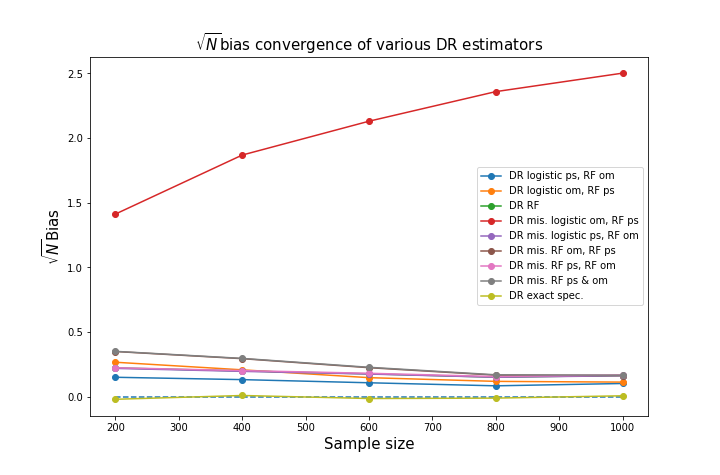 √N bias convergence of various DR estimators
2.5
2.0
1.5
1.0
0.5
0.0
√N Bias
DR logistic ps, RF om
DR logistic om, RF ps
DR RF
DR mis. logistic om, RF ps
DR mis. logistic ps, RF om
DR mis. RF om, RF ps
DR mis. RF ps, RF om
DR mis. RF ps & om
DR exact spec.
200 300 400 500 600 700 800 900 1000
Sample size